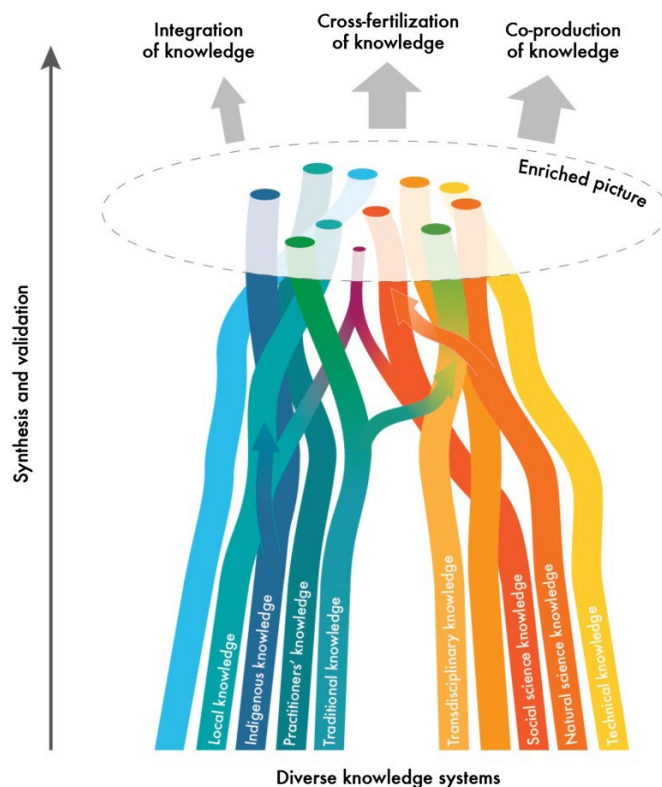 Integration
of knowledge
Cross-fertilization
of knowledge
Co-production
of knowledge
Enriched picture
Synthesis and validation
Local knowledge
Indigenous knowledge
Practitioners' knowledge
Traditional knowledge
Transdisciplinary knowledge
Social science knowledge
Natural science knowledge
Technical knowledge
Diverse knowledge systems